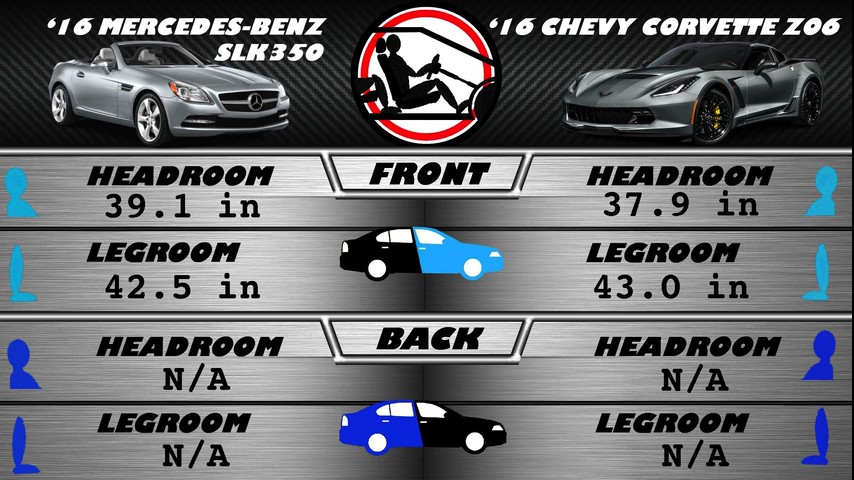 ‘16 MERCEDES-BENZ
SLK350
‘16 CHEVY CORVETTE Z06
FRONT
HEADROOM
39.1 in
HEADROOM
37.9 in
LEGROOM
42.5 in
LEGROOM
43.0 in
BACK
HEADROOM
N/A
HEADROOM
N/A
LEGROOM
N/A
LEGROOM
N/A